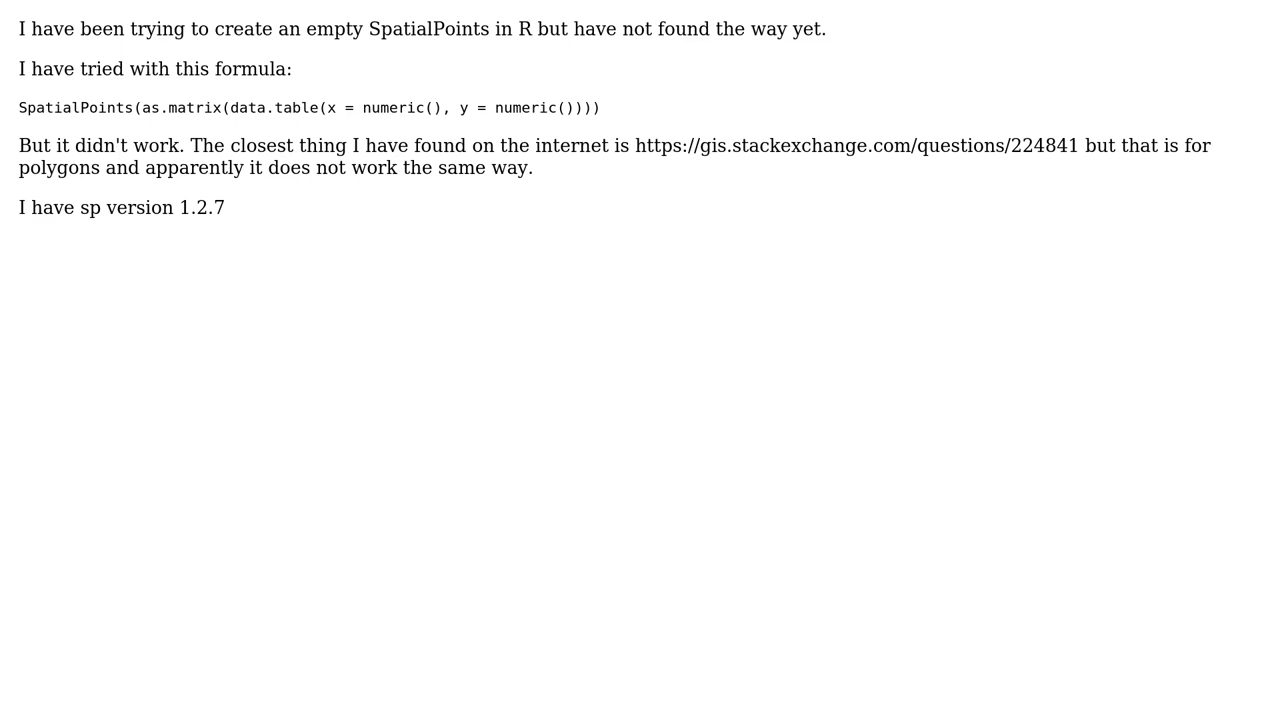 I have been trying to create an empty SpatialPoints in R but have not found the way yet.
I have tried with this formula:
SpatialPoints(as.matrix(data.table(x = numeric(), y = numeric())))
But it didn't work. The closest thing I have found on the internet is https://gis.stackexchange.com/questions/224841 but that is for
polygons and apparently it does not work the same way.
I have sp version 1.2.7